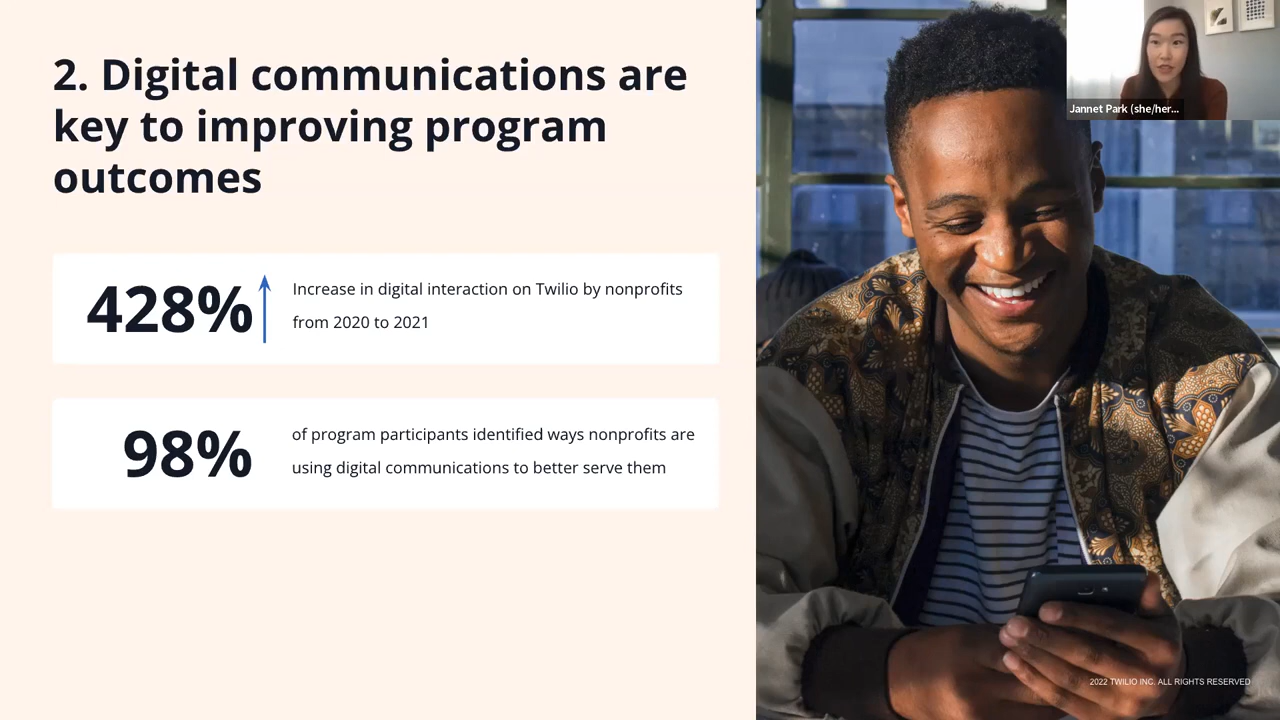 2. Digital communications are
key to improving program
outcomes
428%
Increase in digital interaction on Twilio by nonprofits
from 2020 to 2021
98%
of program participants identified ways nonprofits are
using digital communications to better serve them
Jannet Park (she/her...
2022 TWILIO INC. ALL RIGHTS RESERVED